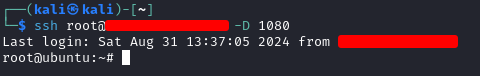 ┌──(kali㉿kali)-[~]
└─$ ssh root@ -D 1080
Last login: Sat Aug 31 13:37:05 2024 from
root@ubuntu:~#